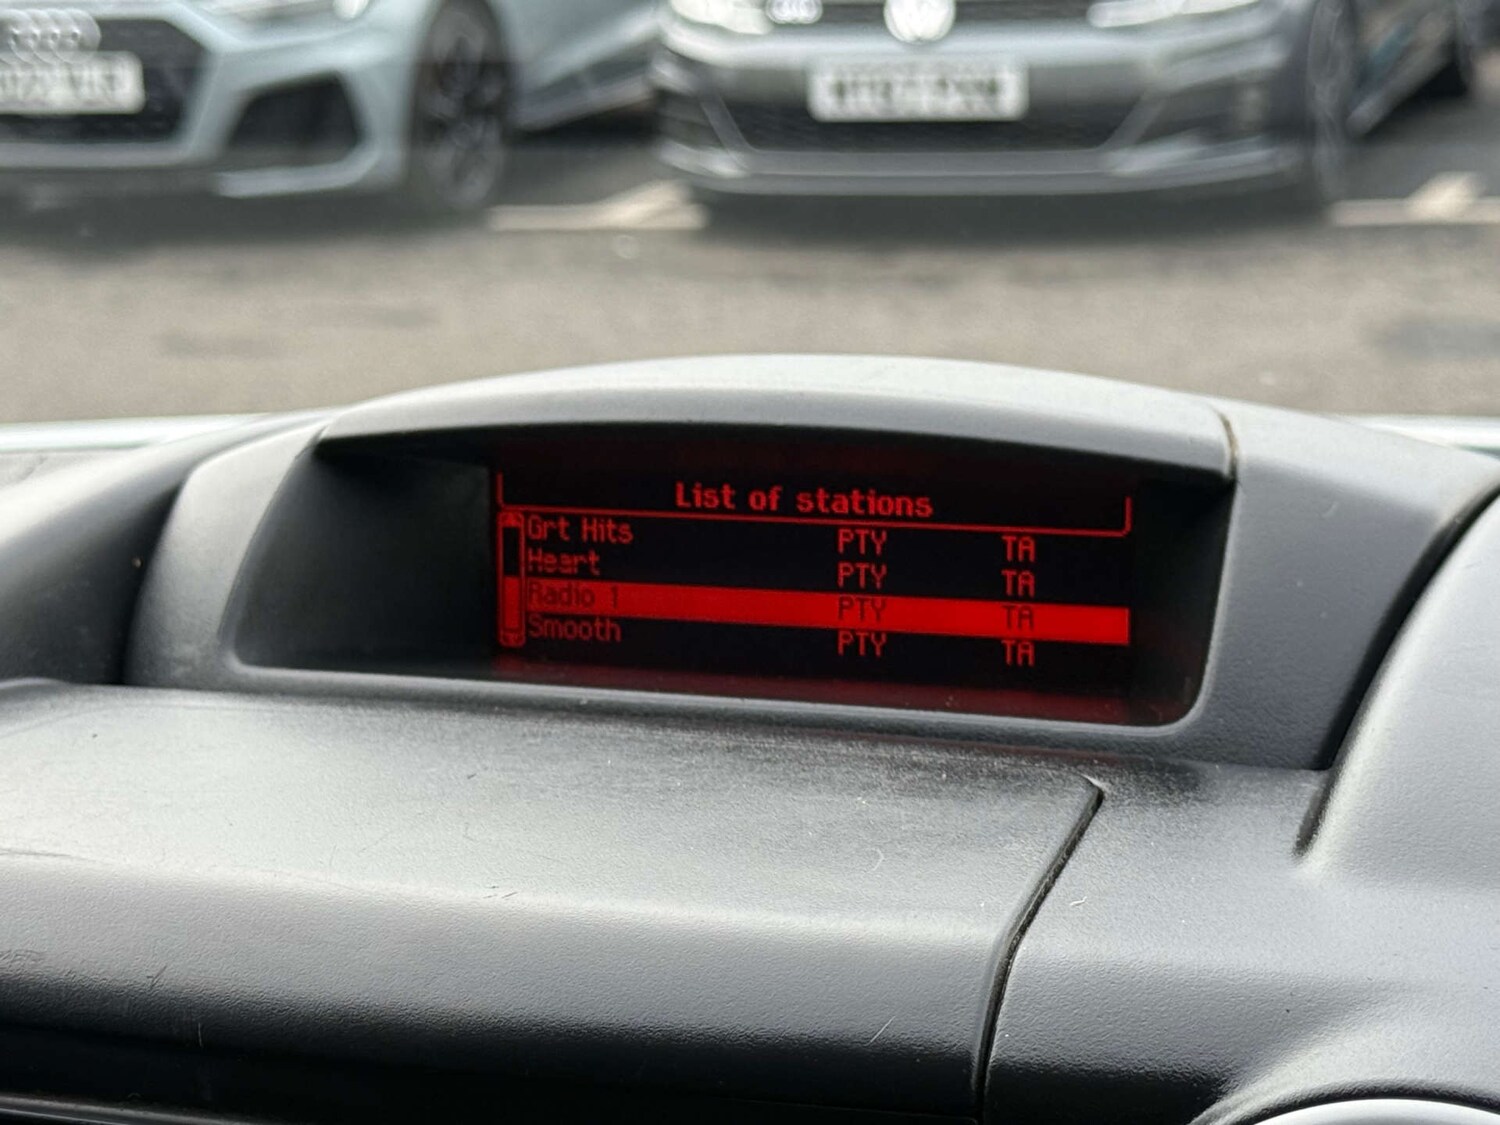 List of stations
Grt Hits PTY TA
Heart PTY TA
Radio 1 PTY TA
Smooth PTY TA